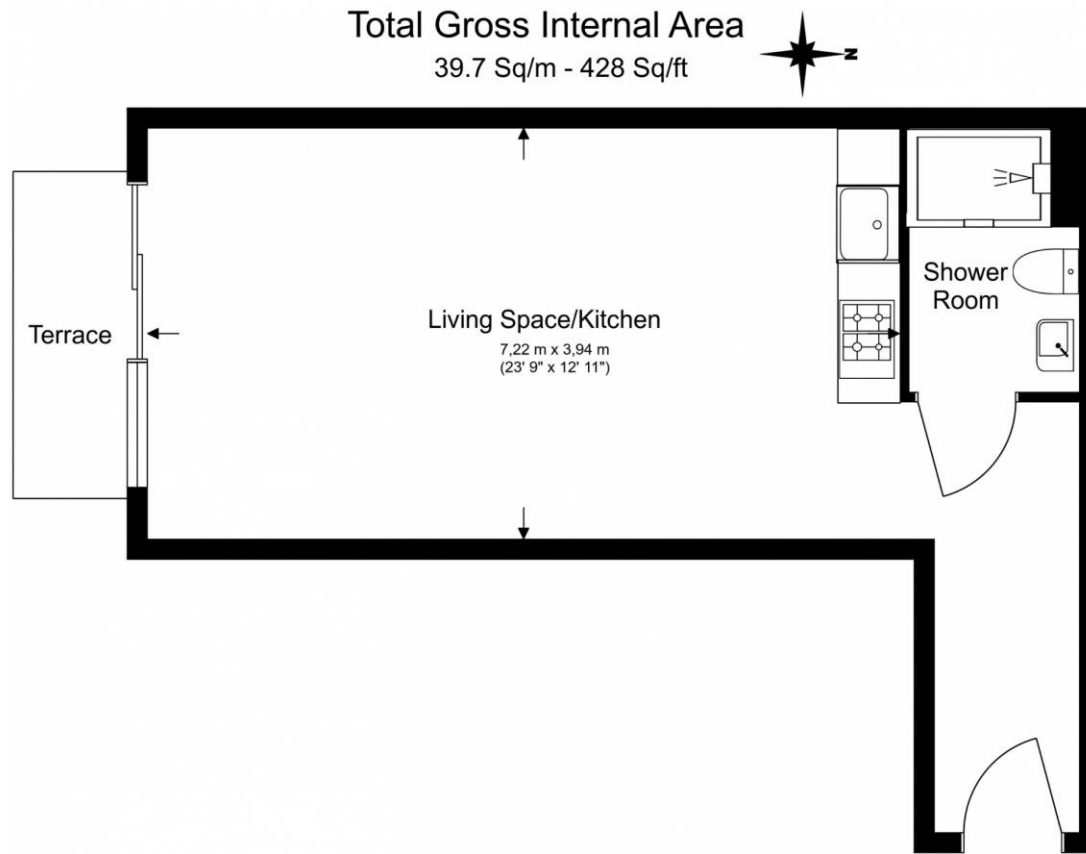 Total Gross Internal Area
39.7 Sq/m - 428 Sq/ft
N
Shower
Room
Living Space/Kitchen
Terrace
7,22 m x 3,94 m
(23' 9" x 12' 11")